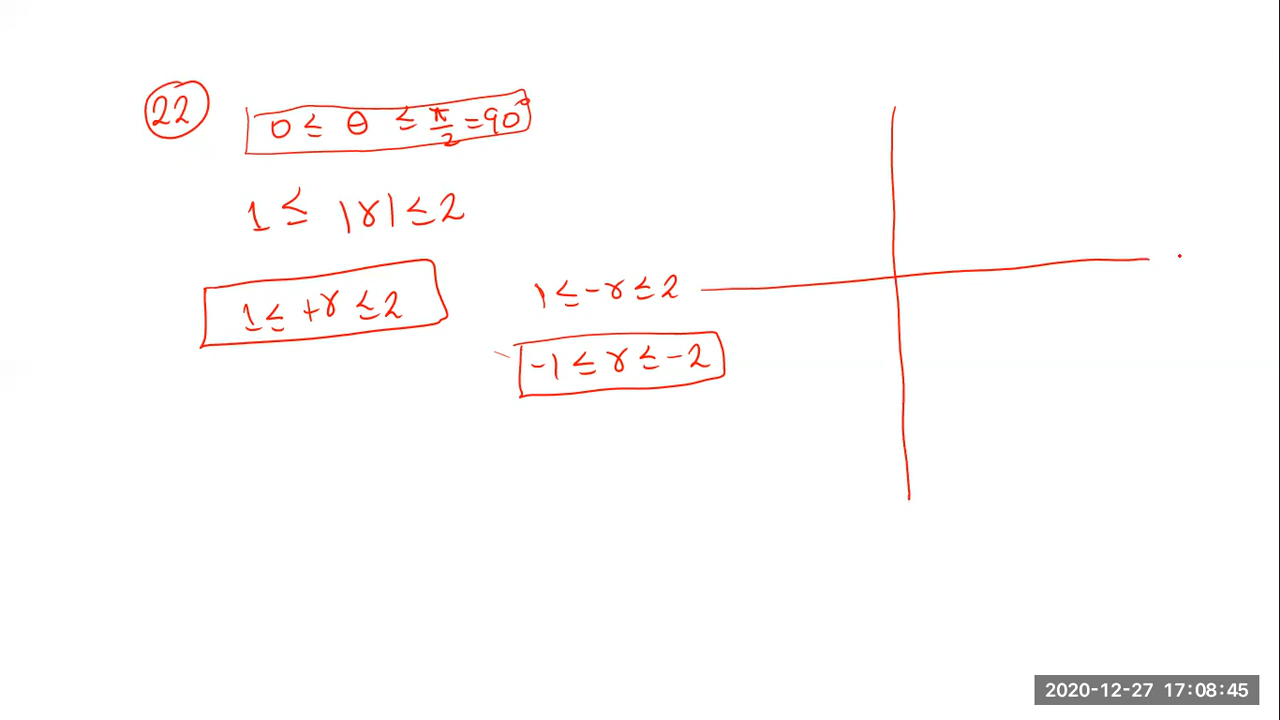 22
0 ≤ θ ≤ π/2 = 90°
1 ≤ |r| ≤ 2
1 ≤ +r ≤ 2
1 ≤ -r ≤ 2
-1 ≤ r ≤ -2
2020-12-27 17:08:45